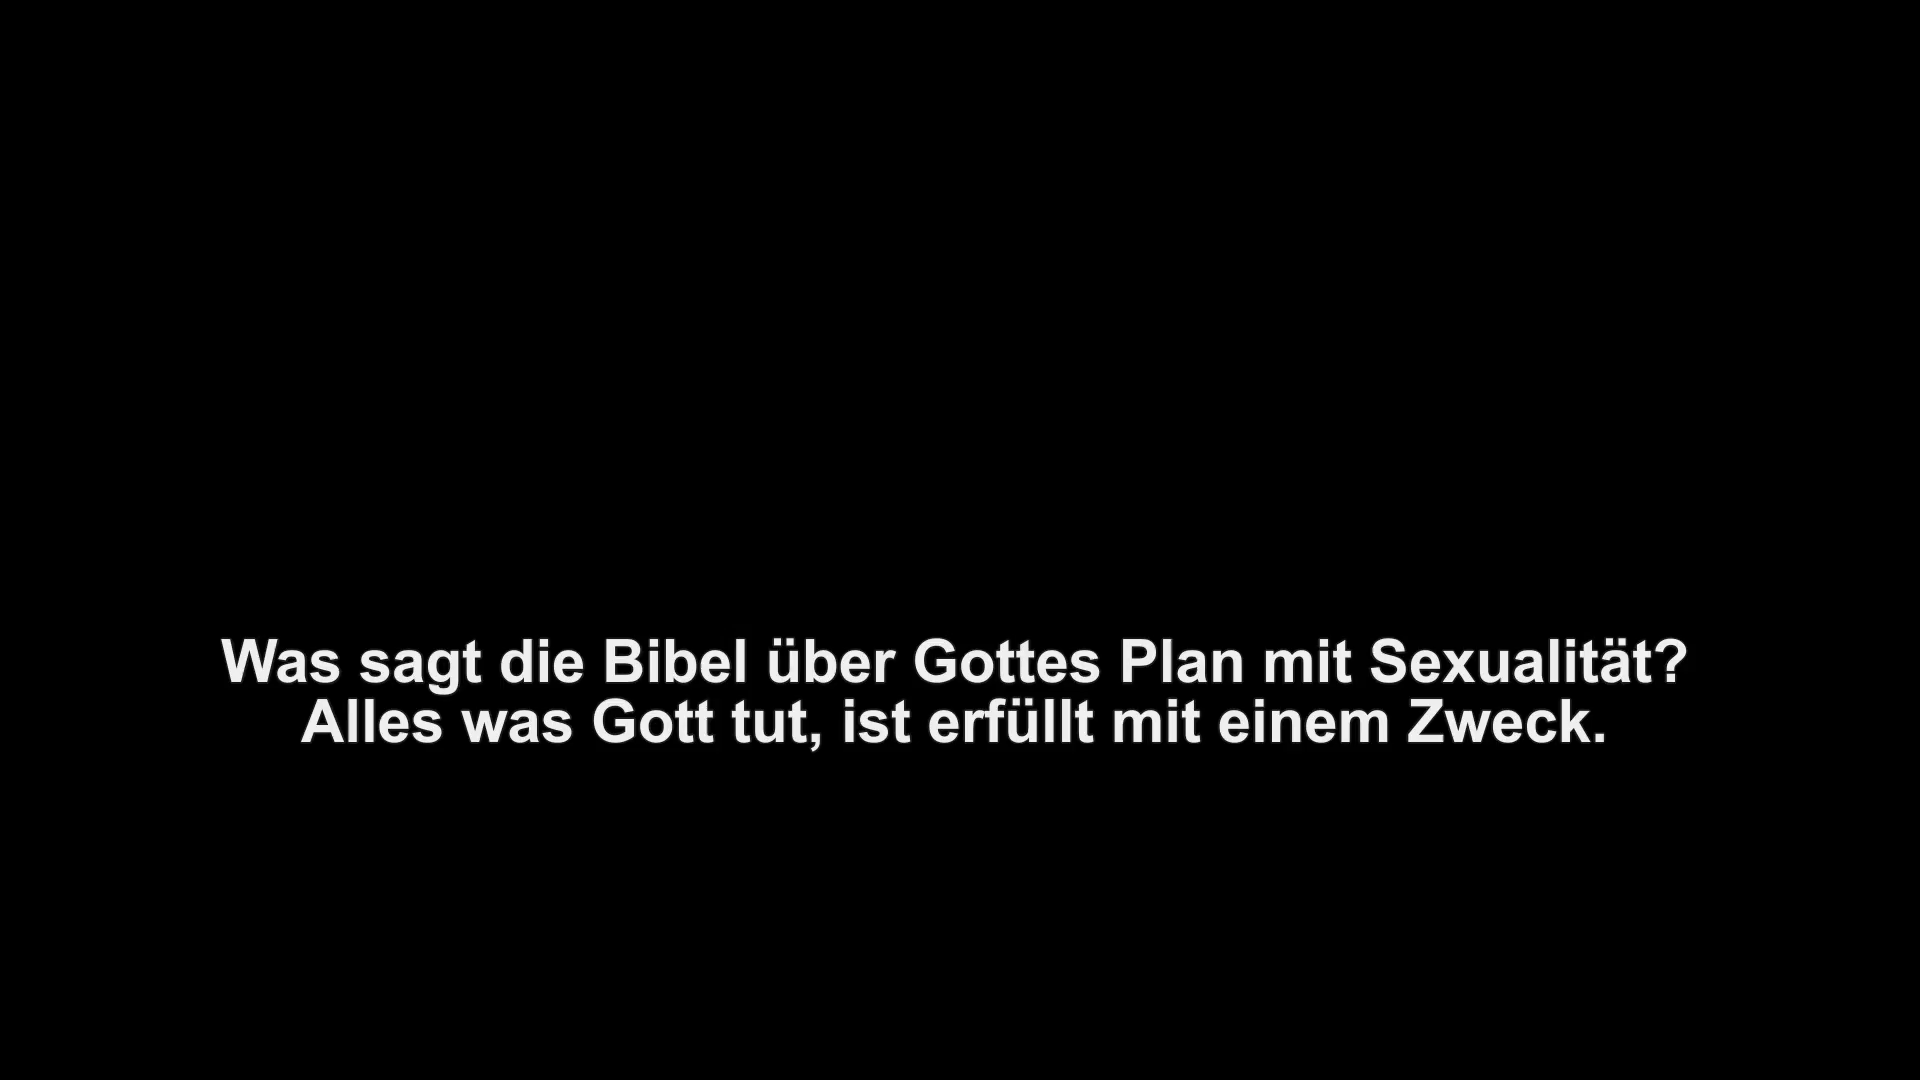 Was sagt die Bibel über Gottes Plan mit Sexualität?
Alles was Gott tut, ist erfüllt mit einem Zweck.